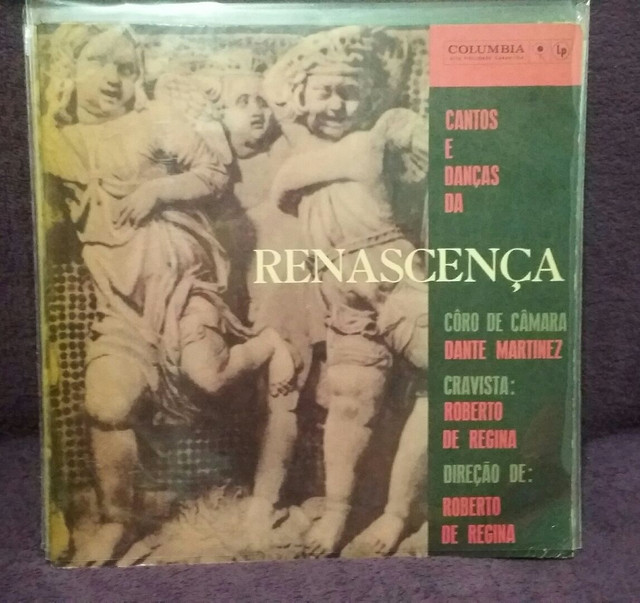 COLUMBIA
Lp
CANTOS
E
DANÇAS
DA
RENASCENÇA
CÔRO DE CÂMARA
DANTE MARTINEZ
CRAVISTA:
ROBERTO
DE REGINA
DIREÇÃO DE:
ROBERTO
DE REGINA